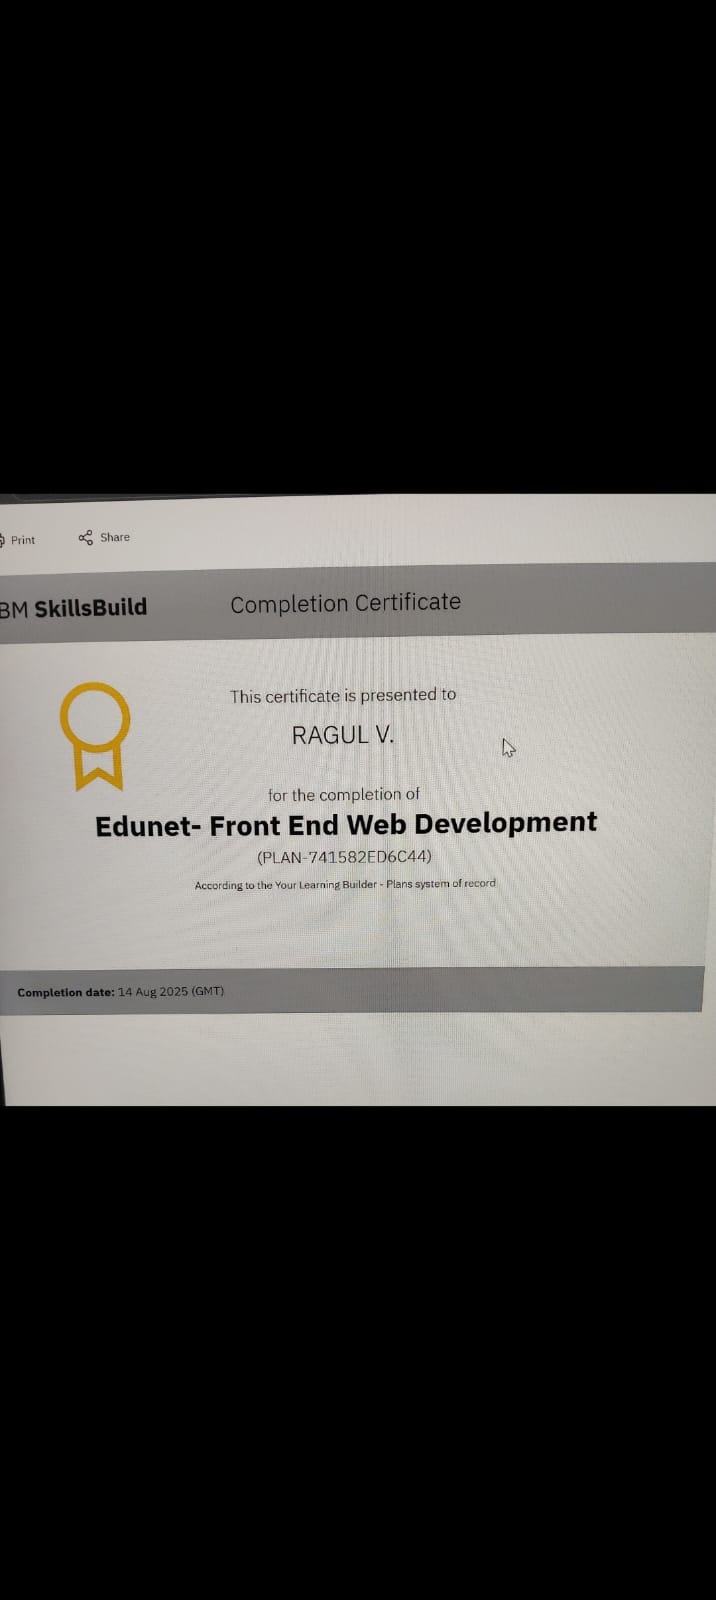 Print
Share
BM SkillsBuild
Completion Certificate
This certificate is presented to
RAGUL V.
for the completion of
Edunet- Front End Web Development
(PLAN-741582ED6C44)
According to the Your Learning Builder - Plans system of record
Completion date: 14 Aug 2025 (GMT)